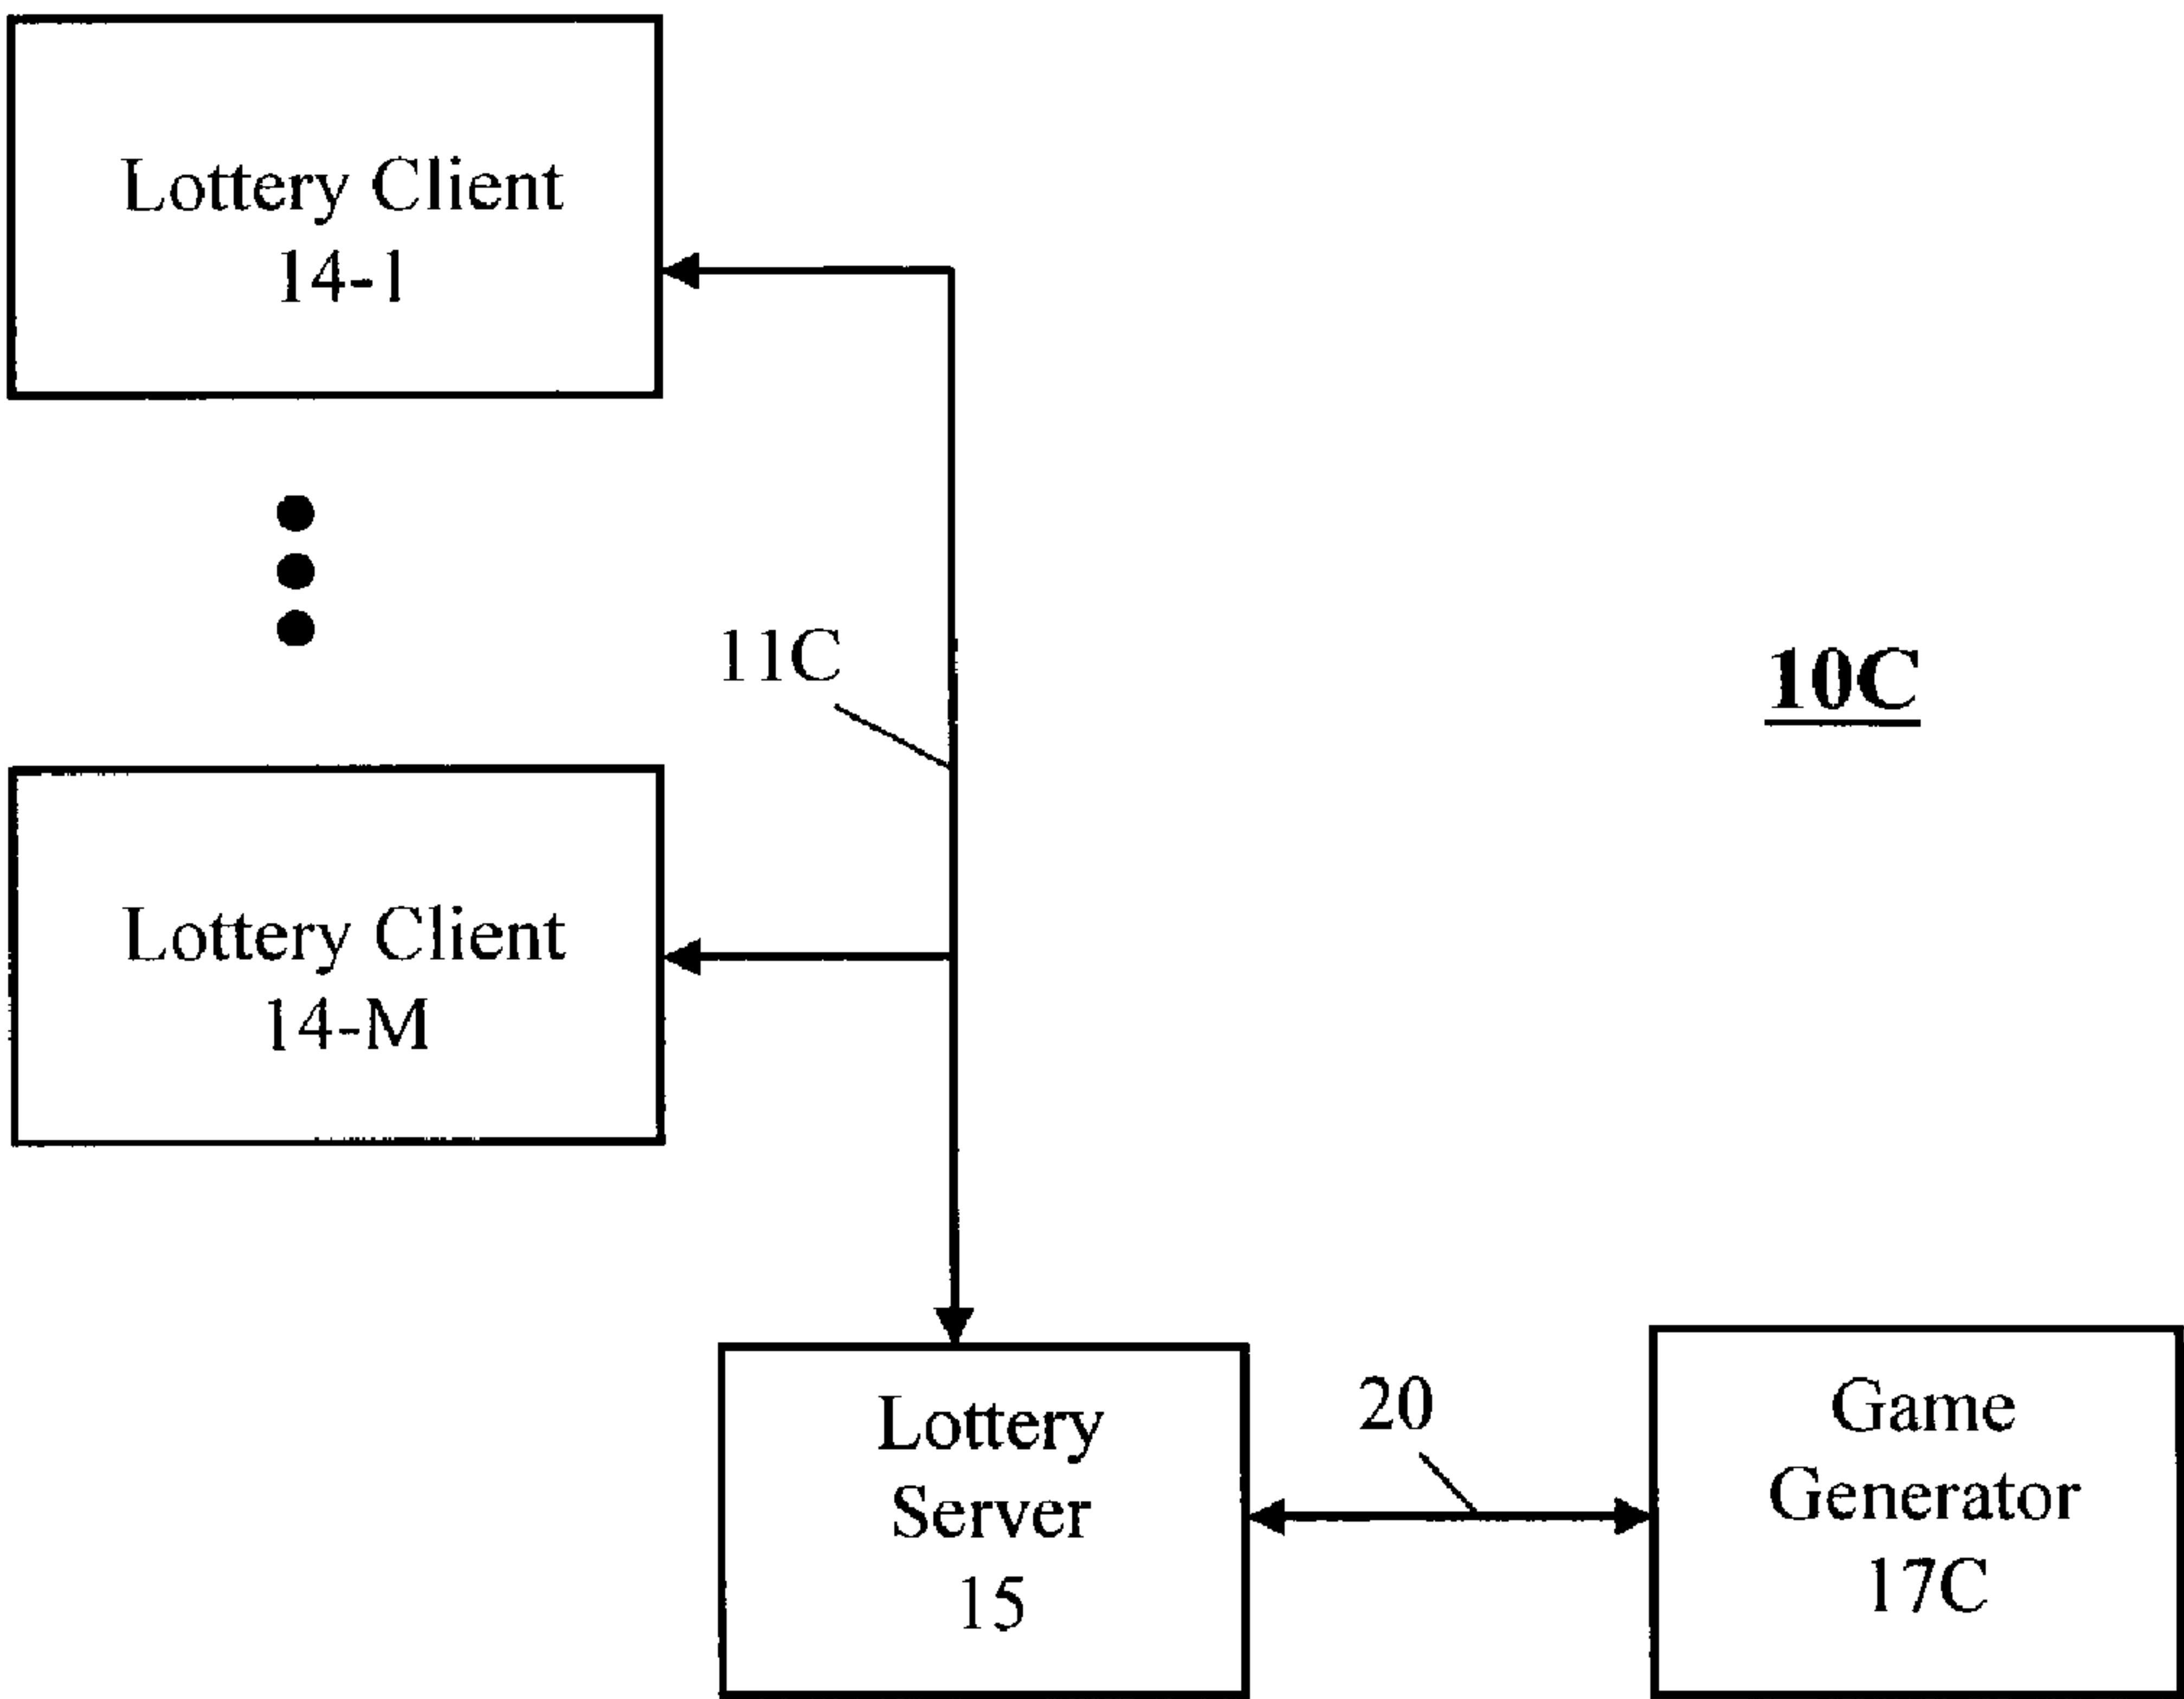 Lottery Client
14-1
11C
10C
Lottery Client
14-M
Lottery
Server
15
20
Game
Generator
17C